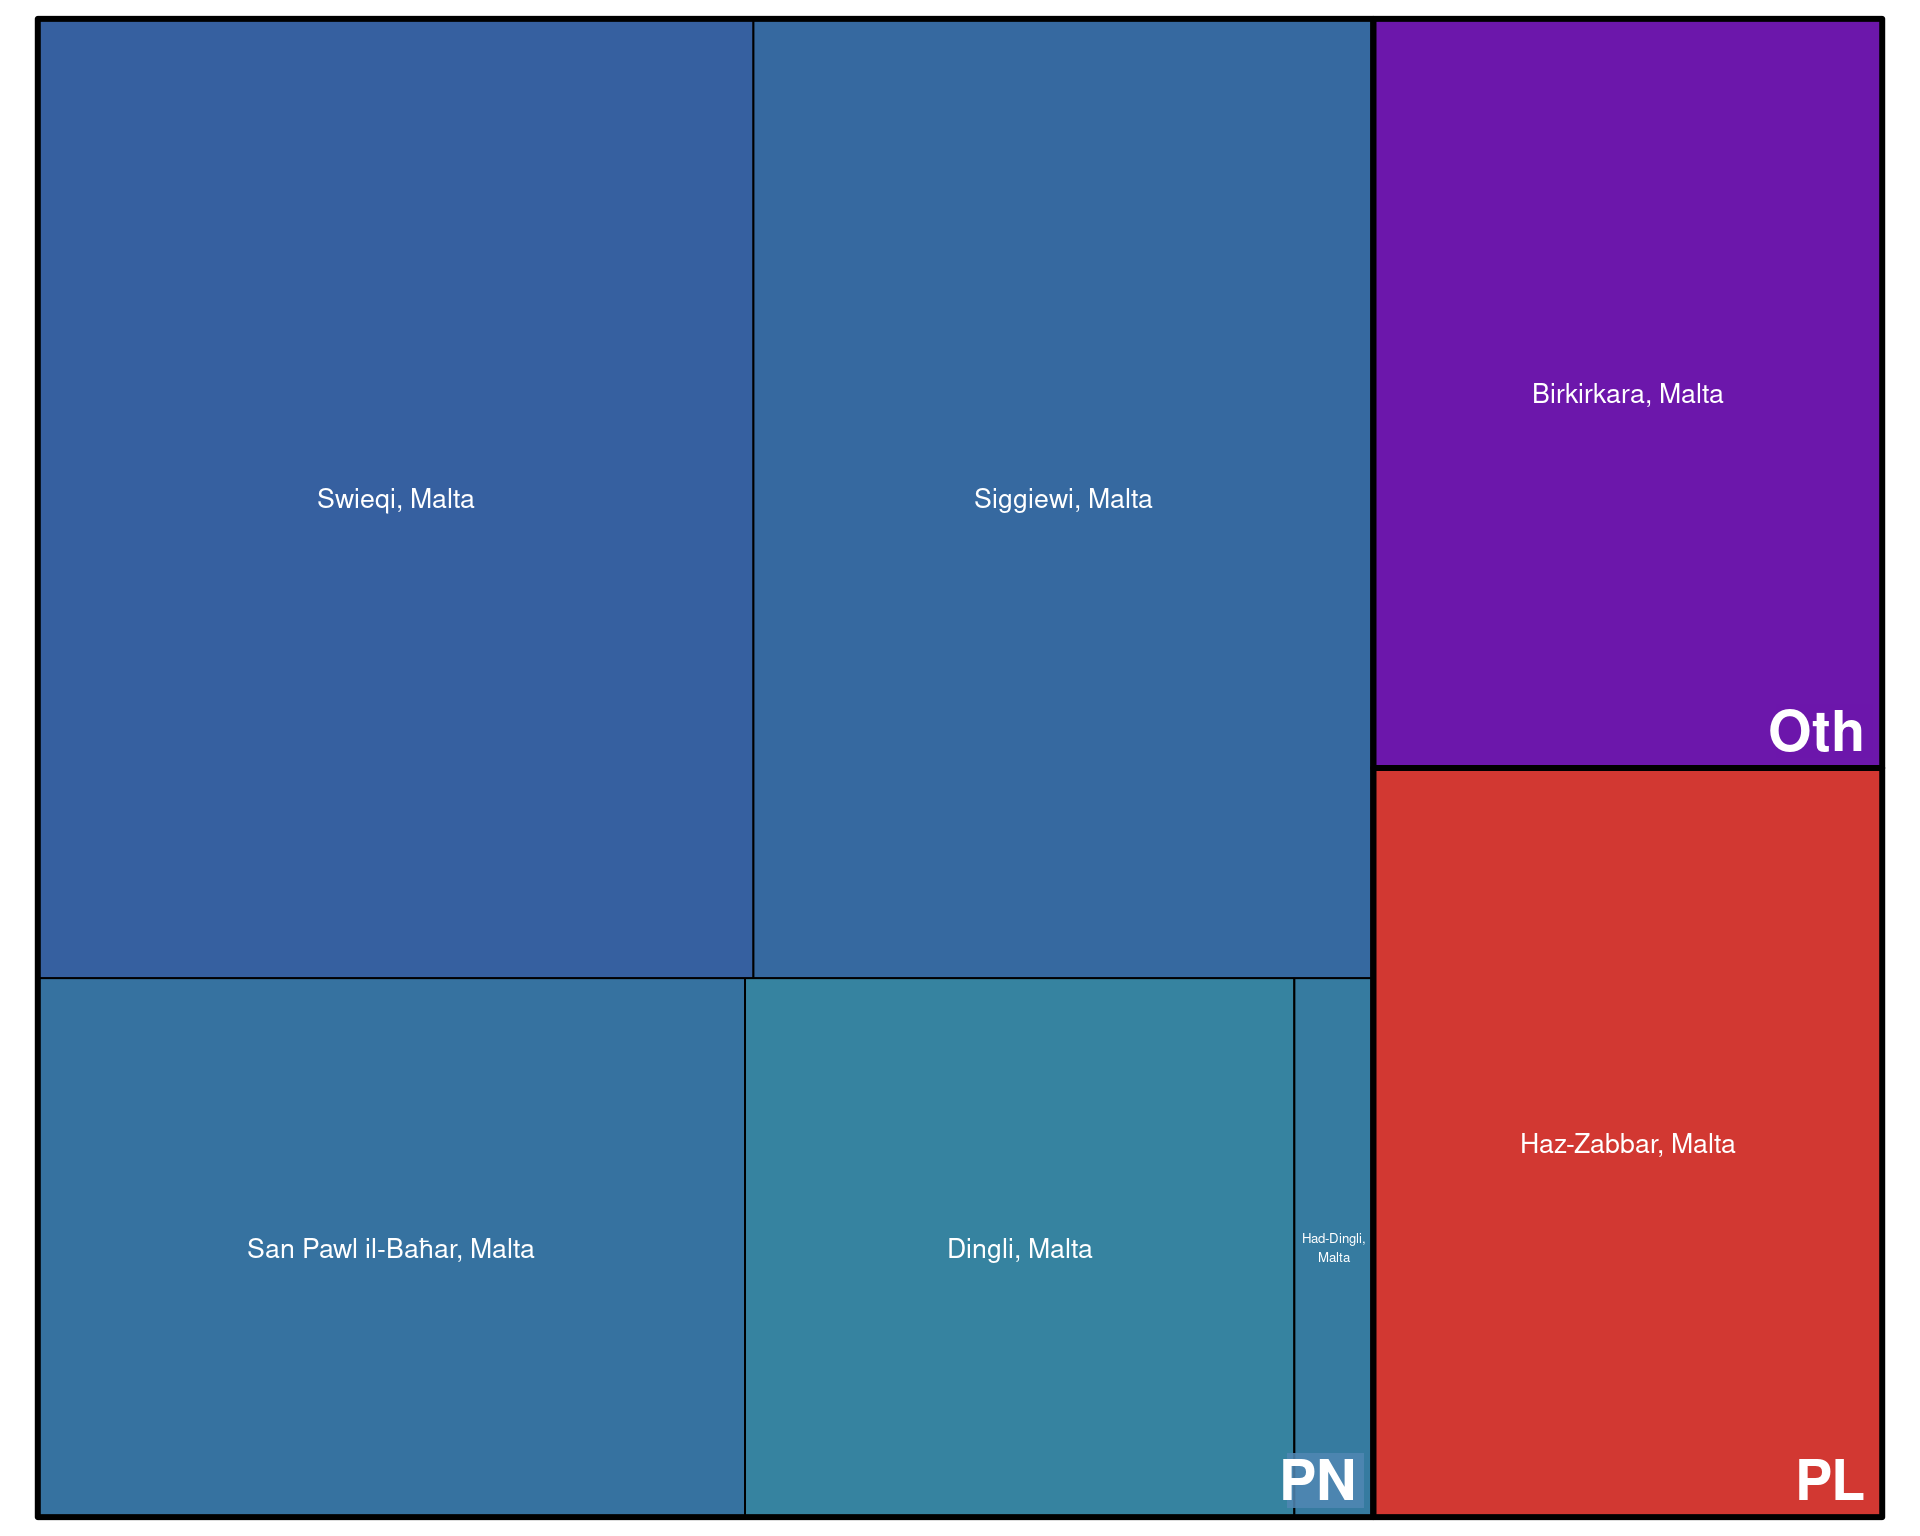 Swieqi, Malta
Siggiewi, Malta
Birkirkara, Malta
Oth
San Pawl il-Baħar, Malta
Dingli, Malta
Had-Dingli,
Malta
PN
Haz-Zabbar, Malta
PL